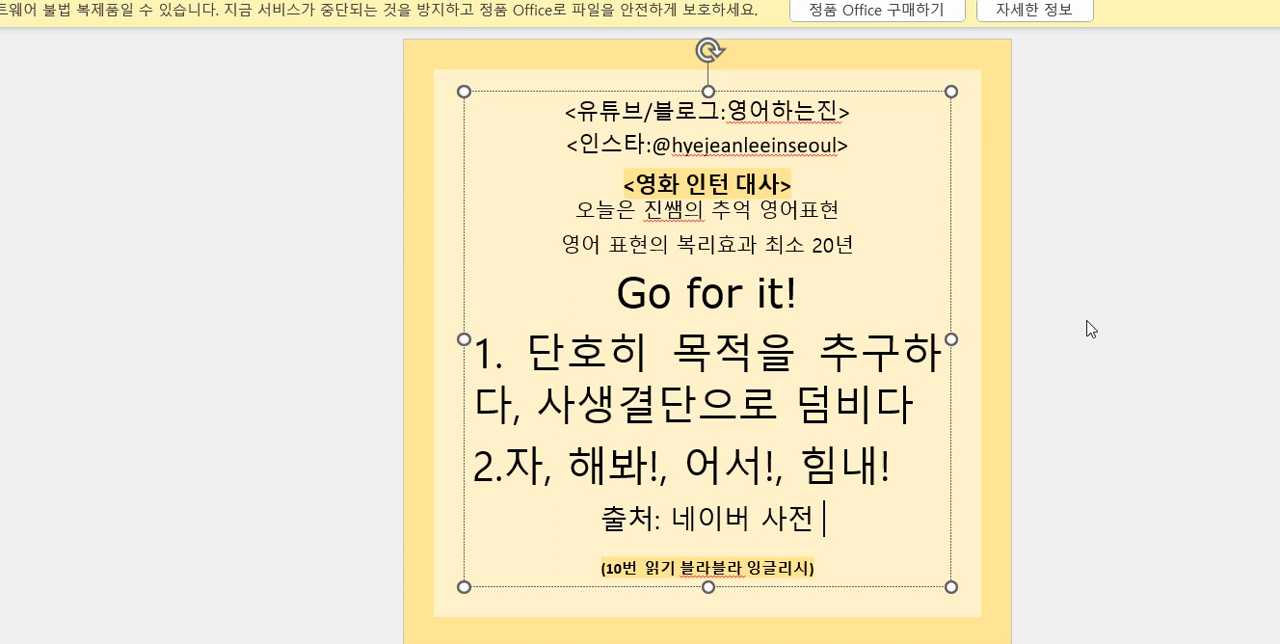 트웨어 불법 복제품일 수 있습니다. 지금 서비스가 중단되는 것을 방지하고 정품 Office로 파일을 안전하게 보호하세요. 정품 Office 구매하기 자세한 정보
<유튜브/블로그:영어하는진>
<인스타:@hyejeanleeinseoul>
<영화 인턴 대사>
오늘은 진쌤의 추억 영어표현
영어 표현의 복리효과 최소 20년
Go for it!
1. 단호히 목적을 추구하
다, 사생결단으로 덤비다
2.자, 해봐!, 어서!, 힘내!
출처: 네이버 사전
(10번 읽기 블라블라 잉글리시)